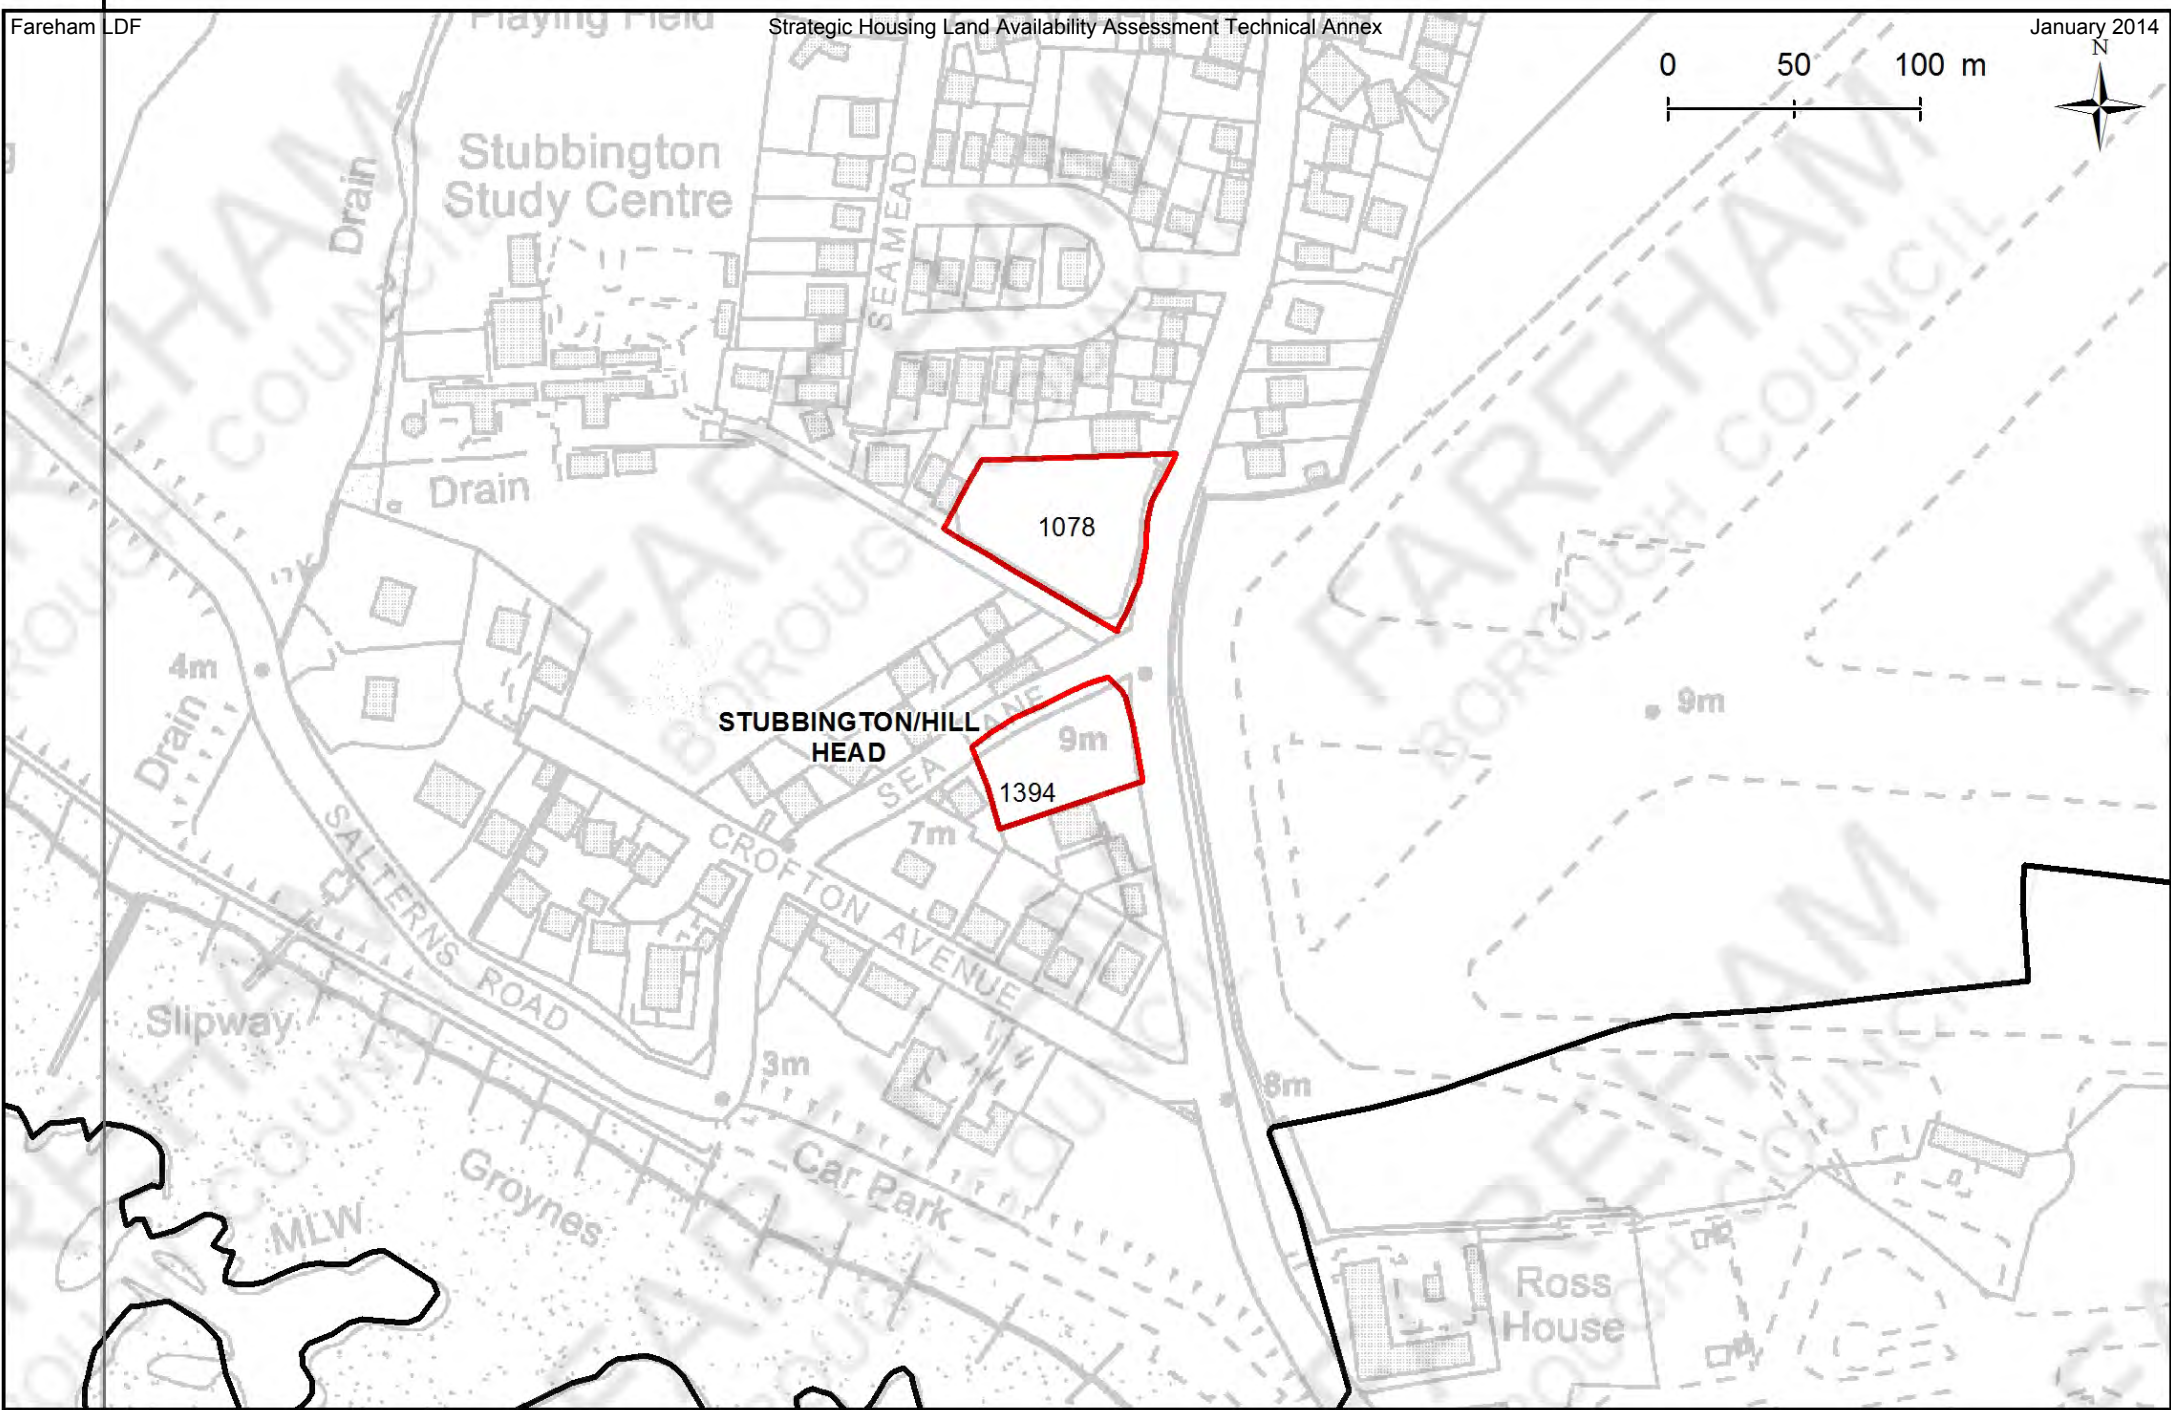 Fareham LDF
Strategic Housing Land Availability Assessment Technical Annex
January 2014
Playing Field
N
0 50 100 m
Stubbington
Study Centre
Drain
SEAMEAD
Drain
1078
4m
Drain
STUBBINGTON/HILL
HEAD
SEA LANE
9m
9m
1394
7m
CROFTON AVENUE
SALTERNS ROAD
Slipway
3m
8m
Groynes
Car Park
MLW
Ross
House
FAREHAM
BOROUGH COUNCIL